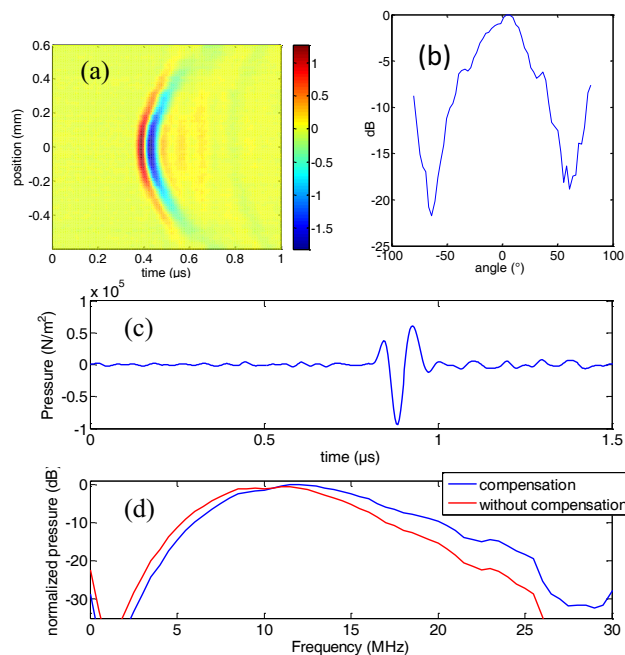 (a)
position (mm)
0.6
0.4
0.2
0
-0.2
-0.4
0 0.2 0.4 0.6 0.8 1
time (µs)
1
0.5
0
-0.5
-1
-1.5
(b)
dB
0
-5
-10
-15
-20
-25
-100 -50 0 50 100
angle (°)
(c)
Pressure (N/m²)
x 10⁵
1
0.5
0
-0.5
-1
0 0.5 1 1.5
time (µs)
(d)
normalized pressure (dB)
0
-10
-20
-30
0 5 10 15 20 25 30
Frequency (MHz)
compensation
without compensation